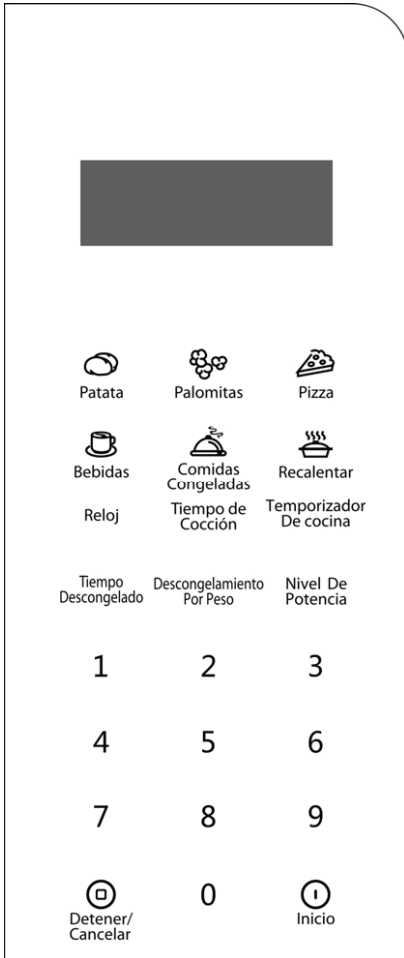 Patata Palomitas Pizza
Bebidas Comidas Congeladas Recalentar
Reloj Tiempo de Cocción Temporizador De cocina
Tiempo Descongelado Descongelamiento Por Peso Nivel De Potencia
1 2 3
4 5 6
7 8 9
Detener/ Cancelar 0 Inicio